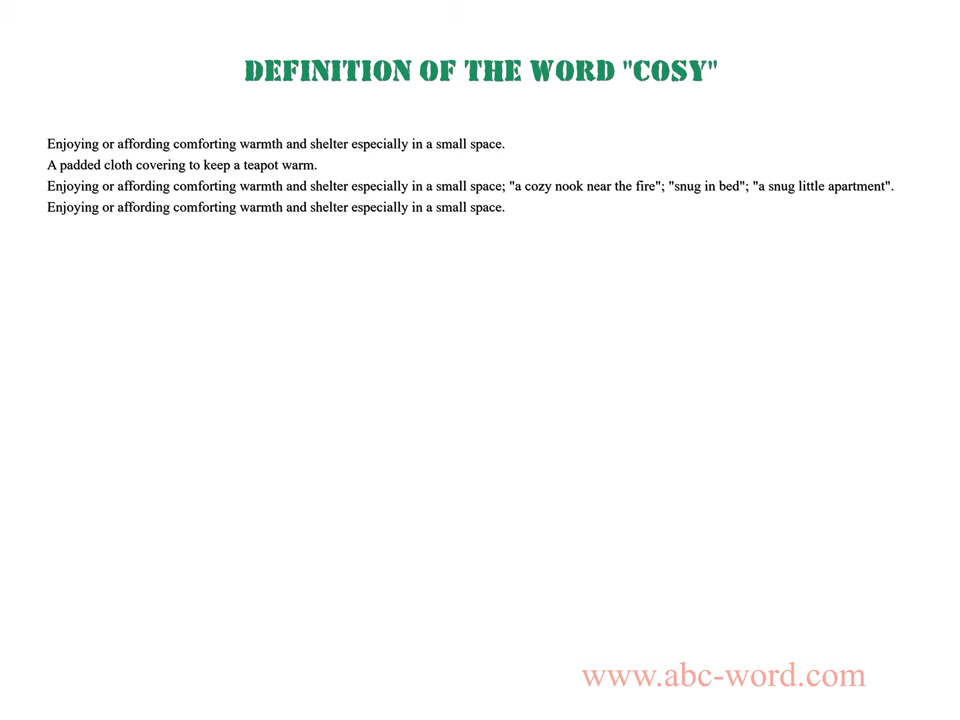 DEFINITION OF THE WORD "COSY"
Enjoying or affording comforting warmth and shelter especially in a small space.
A padded cloth covering to keep a teapot warm.
Enjoying or affording comforting warmth and shelter especially in a small space; "a cozy nook near the fire"; "snug in bed"; "a snug little apartment".
Enjoying or affording comforting warmth and shelter especially in a small space.
www.abc-word.com